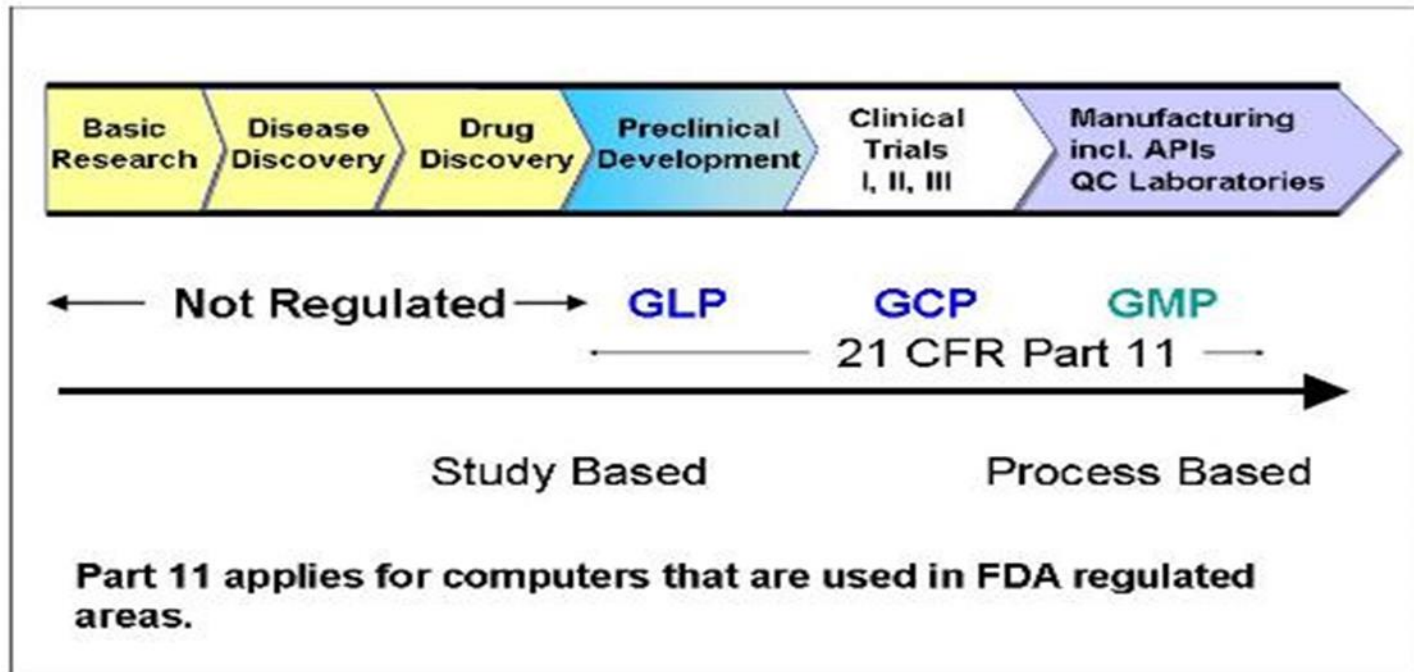 Basic
Research
Disease
Discovery
Drug
Discovery
Preclinical
Development
Clinical
Trials
I, II, III
Manufacturing
incl. APIs
QC Laboratories
Not Regulated
GLP
GCP
GMP
21 CFR Part 11
Study Based
Process Based
Part 11 applies for computers that are used in FDA regulated
areas.